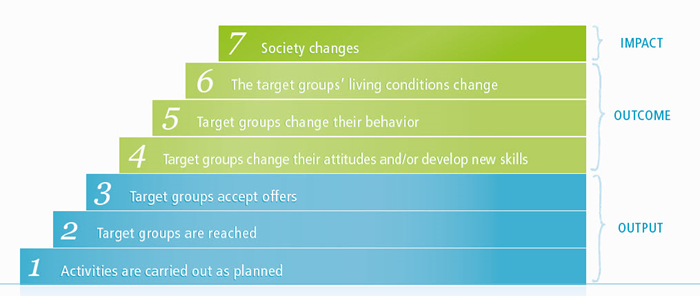 7 Society changes
IMPACT
6 The target groups' living conditions change
5 Target groups change their behavior
OUTCOME
4 Target groups change their attitudes and/or develop new skills
3 Target groups accept offers
2 Target groups are reached
OUTPUT
1 Activities are carried out as planned